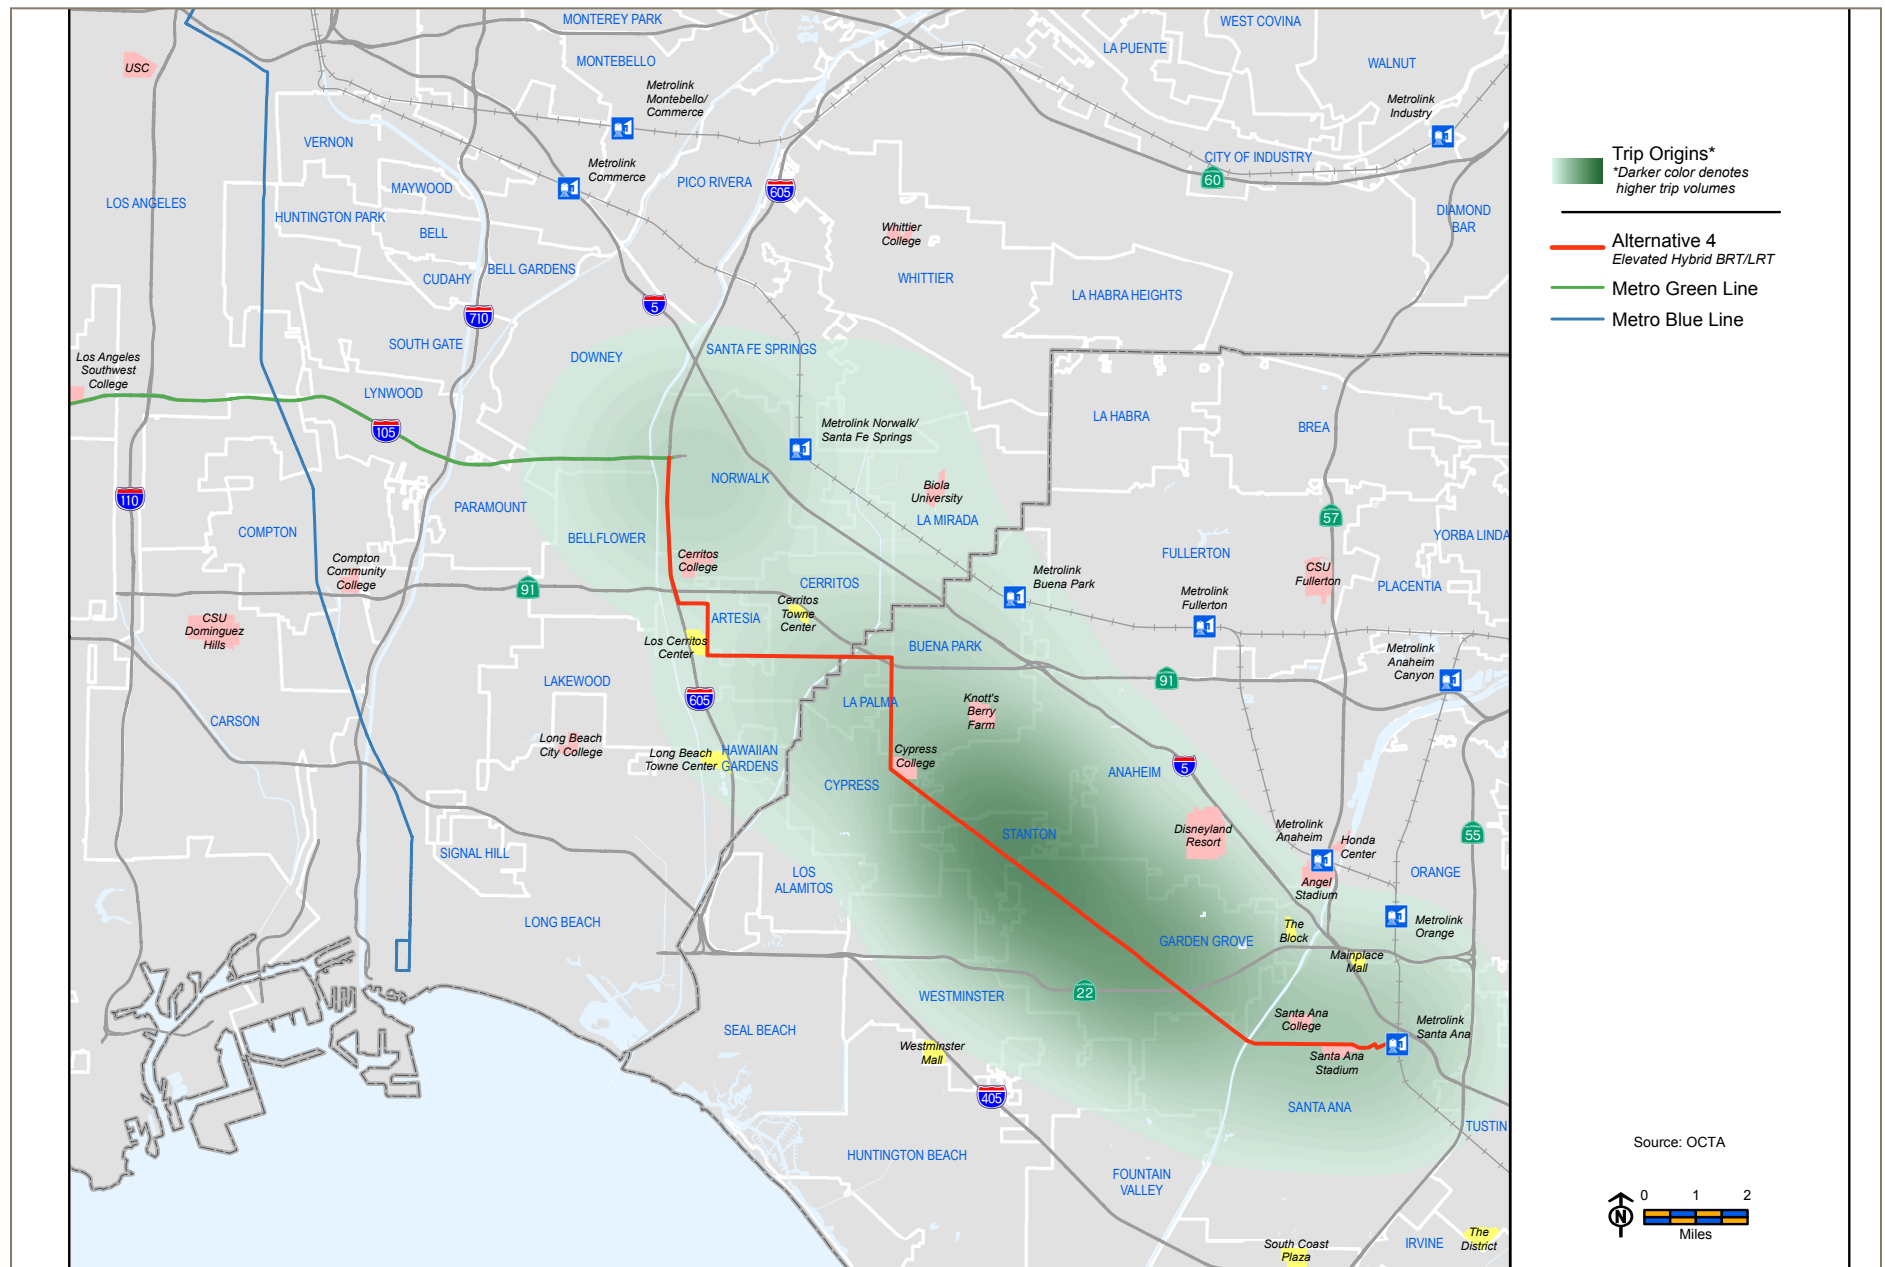 MONTEREY PARK
WEST COVINA
LA PUENTE
WALNUT
MONTEBELLO
USC
Metrolink
Montebello/
Commerce
Metrolink
Industry
VERNON
CITY OF INDUSTRY
60
Metrolink
Commerce
MAYWOOD
PICO RIVERA
605
LOS ANGELES
HUNTINGTON PARK
BELL
Whittier
College
DIAMOND
BAR
CUDAHY
BELL GARDENS
WHITTIER
LA HABRA HEIGHTS
5
710
SOUTH GATE
DOWNEY
SANTA FE SPRINGS
Los Angeles
Southwest
College
LYNWOOD
105
Metrolink Norwalk/
Santa Fe Springs
LA HABRA
BREA
NORWALK
Biola
University
110
PARAMOUNT
LA MIRADA
57
COMPTON
BELLFLOWER
YORBA LINDA
FULLERTON
Compton
Community
College
Cerritos
College
CERRITOS
Metrolink
Buena Park
CSU
Fullerton
PLACENTIA
91
Metrolink
Fullerton
CSU
Dominguez
Hills
ARTESIA
Cerritos
Towne
Center
Los Cerritos
Center
BUENA PARK
Metrolink
Anaheim
Canyon
LAKEWOOD
605
91
LA PALMA
Knott's
Berry
Farm
CARSON
Long Beach
City College
Long Beach
Towne Center
HAWAIIAN
GARDENS
Cypress
College
CYPRESS
ANAHEIM
5
STANTON
Disneyland
Resort
Metrolink
Anaheim
Honda
Center
55
SIGNAL HILL
LOS
ALAMITOS
Angel
Stadium
ORANGE
LONG BEACH
GARDEN GROVE
The
Block
Metrolink
Orange
Mainplace
Mall
WESTMINSTER
22
SEAL BEACH
Santa Ana
College
Metrolink
Santa Ana
Westminster
Mall
Santa Ana
Stadium
405
SANTA ANA
TUSTIN
HUNTINGTON BEACH
FOUNTAIN
VALLEY
South Coast
Plaza
IRVINE
The
District
Trip Origins*
*Darker color denotes
higher trip volumes
Alternative 4
Elevated Hybrid BRT/LRT
Metro Green Line
Metro Blue Line
Source: OCTA
N
0 1 2
Miles